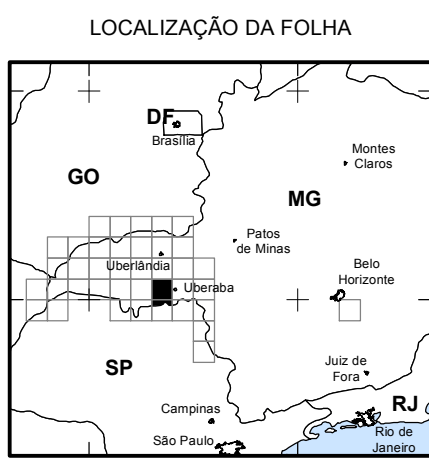 LOCALIZAÇÃO DA FOLHA
DF
Brasília
GO
Montes
Claros
MG
Patos
de Minas
Uberlândia
Belo
Horizonte
Uberaba
SP
Juiz de
Fora
RJ
Campinas
São Paulo
Rio de
Janeiro